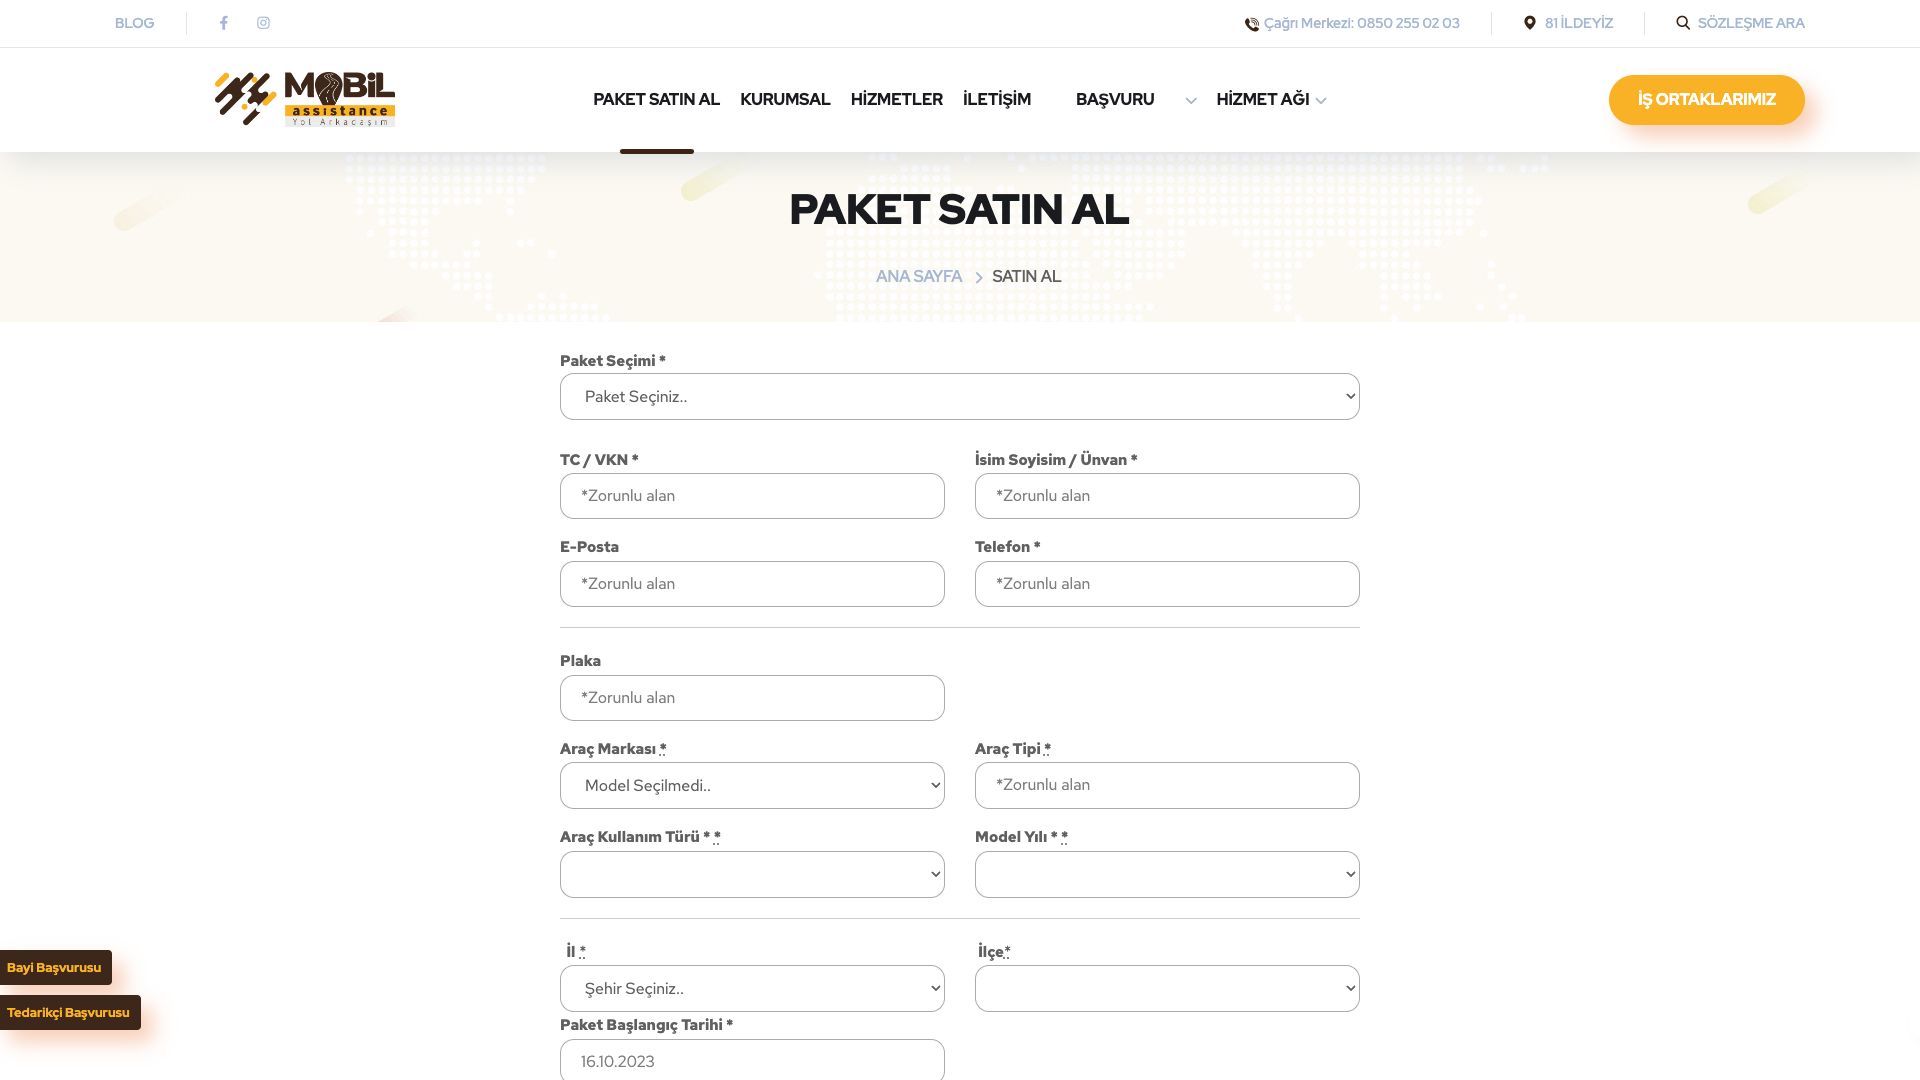 BLOG
Çağrı Merkezi: 0850 255 02 03
81 İLDEYİZ
SÖZLEŞME ARA
MOBİL
assistance
Yol Arkadaşım
PAKET SATIN AL
KURUMSAL
HİZMETLER
İLETİŞİM
BAŞVURU
HİZMET AĞI
İŞ ORTAKLARIMIZ
PAKET SATIN AL
ANA SAYFA > SATIN AL
Paket Seçimi *
Paket Seçiniz..
TC / VKN *
İsim Soyisim / Ünvan *
*Zorunlu alan
*Zorunlu alan
E-Posta
Telefon *
*Zorunlu alan
*Zorunlu alan
Plaka
*Zorunlu alan
Araç Markası *
Araç Tipi *
Model Seçilmedi..
*Zorunlu alan
Araç Kullanım Türü * *
Model Yılı * *
İl *
İlçe*
Şehir Seçiniz..
Bayi Başvurusu
Tedarikçi Başvurusu
Paket Başlangıç Tarihi *
16.10.2023